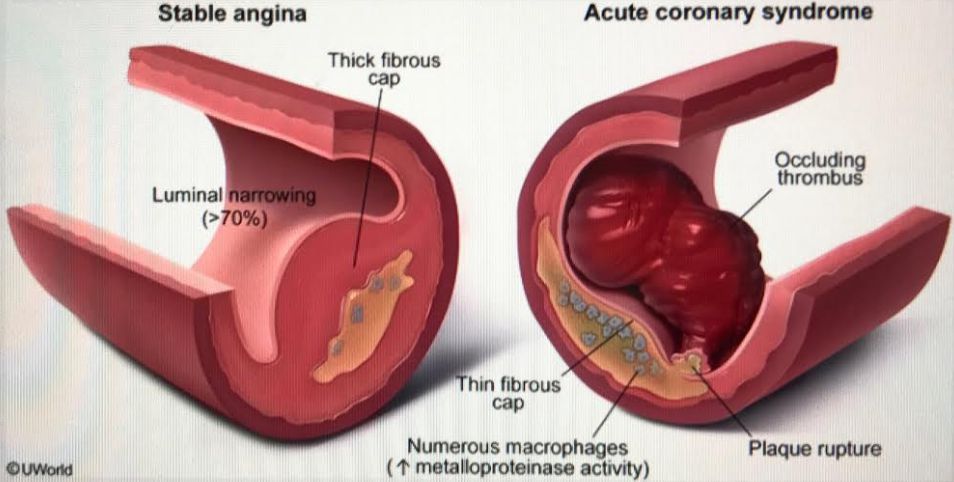 Stable angina
Acute coronary syndrome
Thick fibrous
cap
Luminal narrowing
(>70%)
Occluding
thrombus
Thin fibrous
cap
Numerous macrophages
(↑ metalloproteinase activity)
Plaque rupture
©UWorld